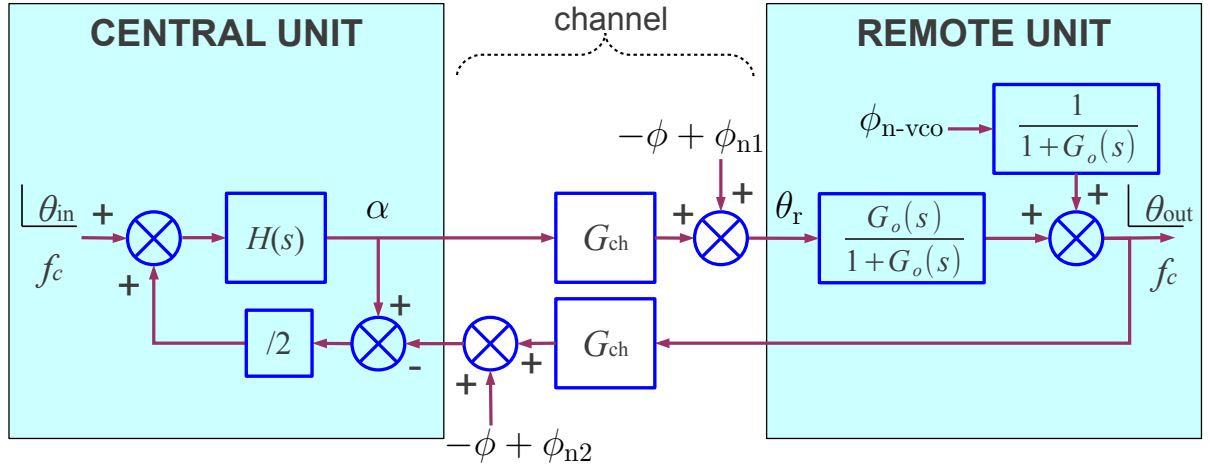 CENTRAL UNIT
channel
REMOTE UNIT
ϕn-vco
1
1+Go(s)
−ϕ + ϕn1
θin
+
H(s)
α
Gch
+
+
θr
Go(s)
1+Go(s)
+
+
θout
fc
+
fc
/2
+
-
+
+
Gch
−ϕ + ϕn2